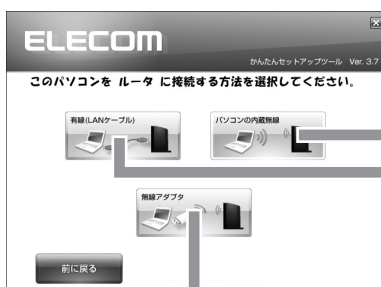 ELECOM
かんたんセットアップツール Ver. 3.7
このパソコンを ルータ に接続する方法を選択してください。
有線(LANケーブル)
パソコンの内蔵無線
無線アダプタ
前に戻る